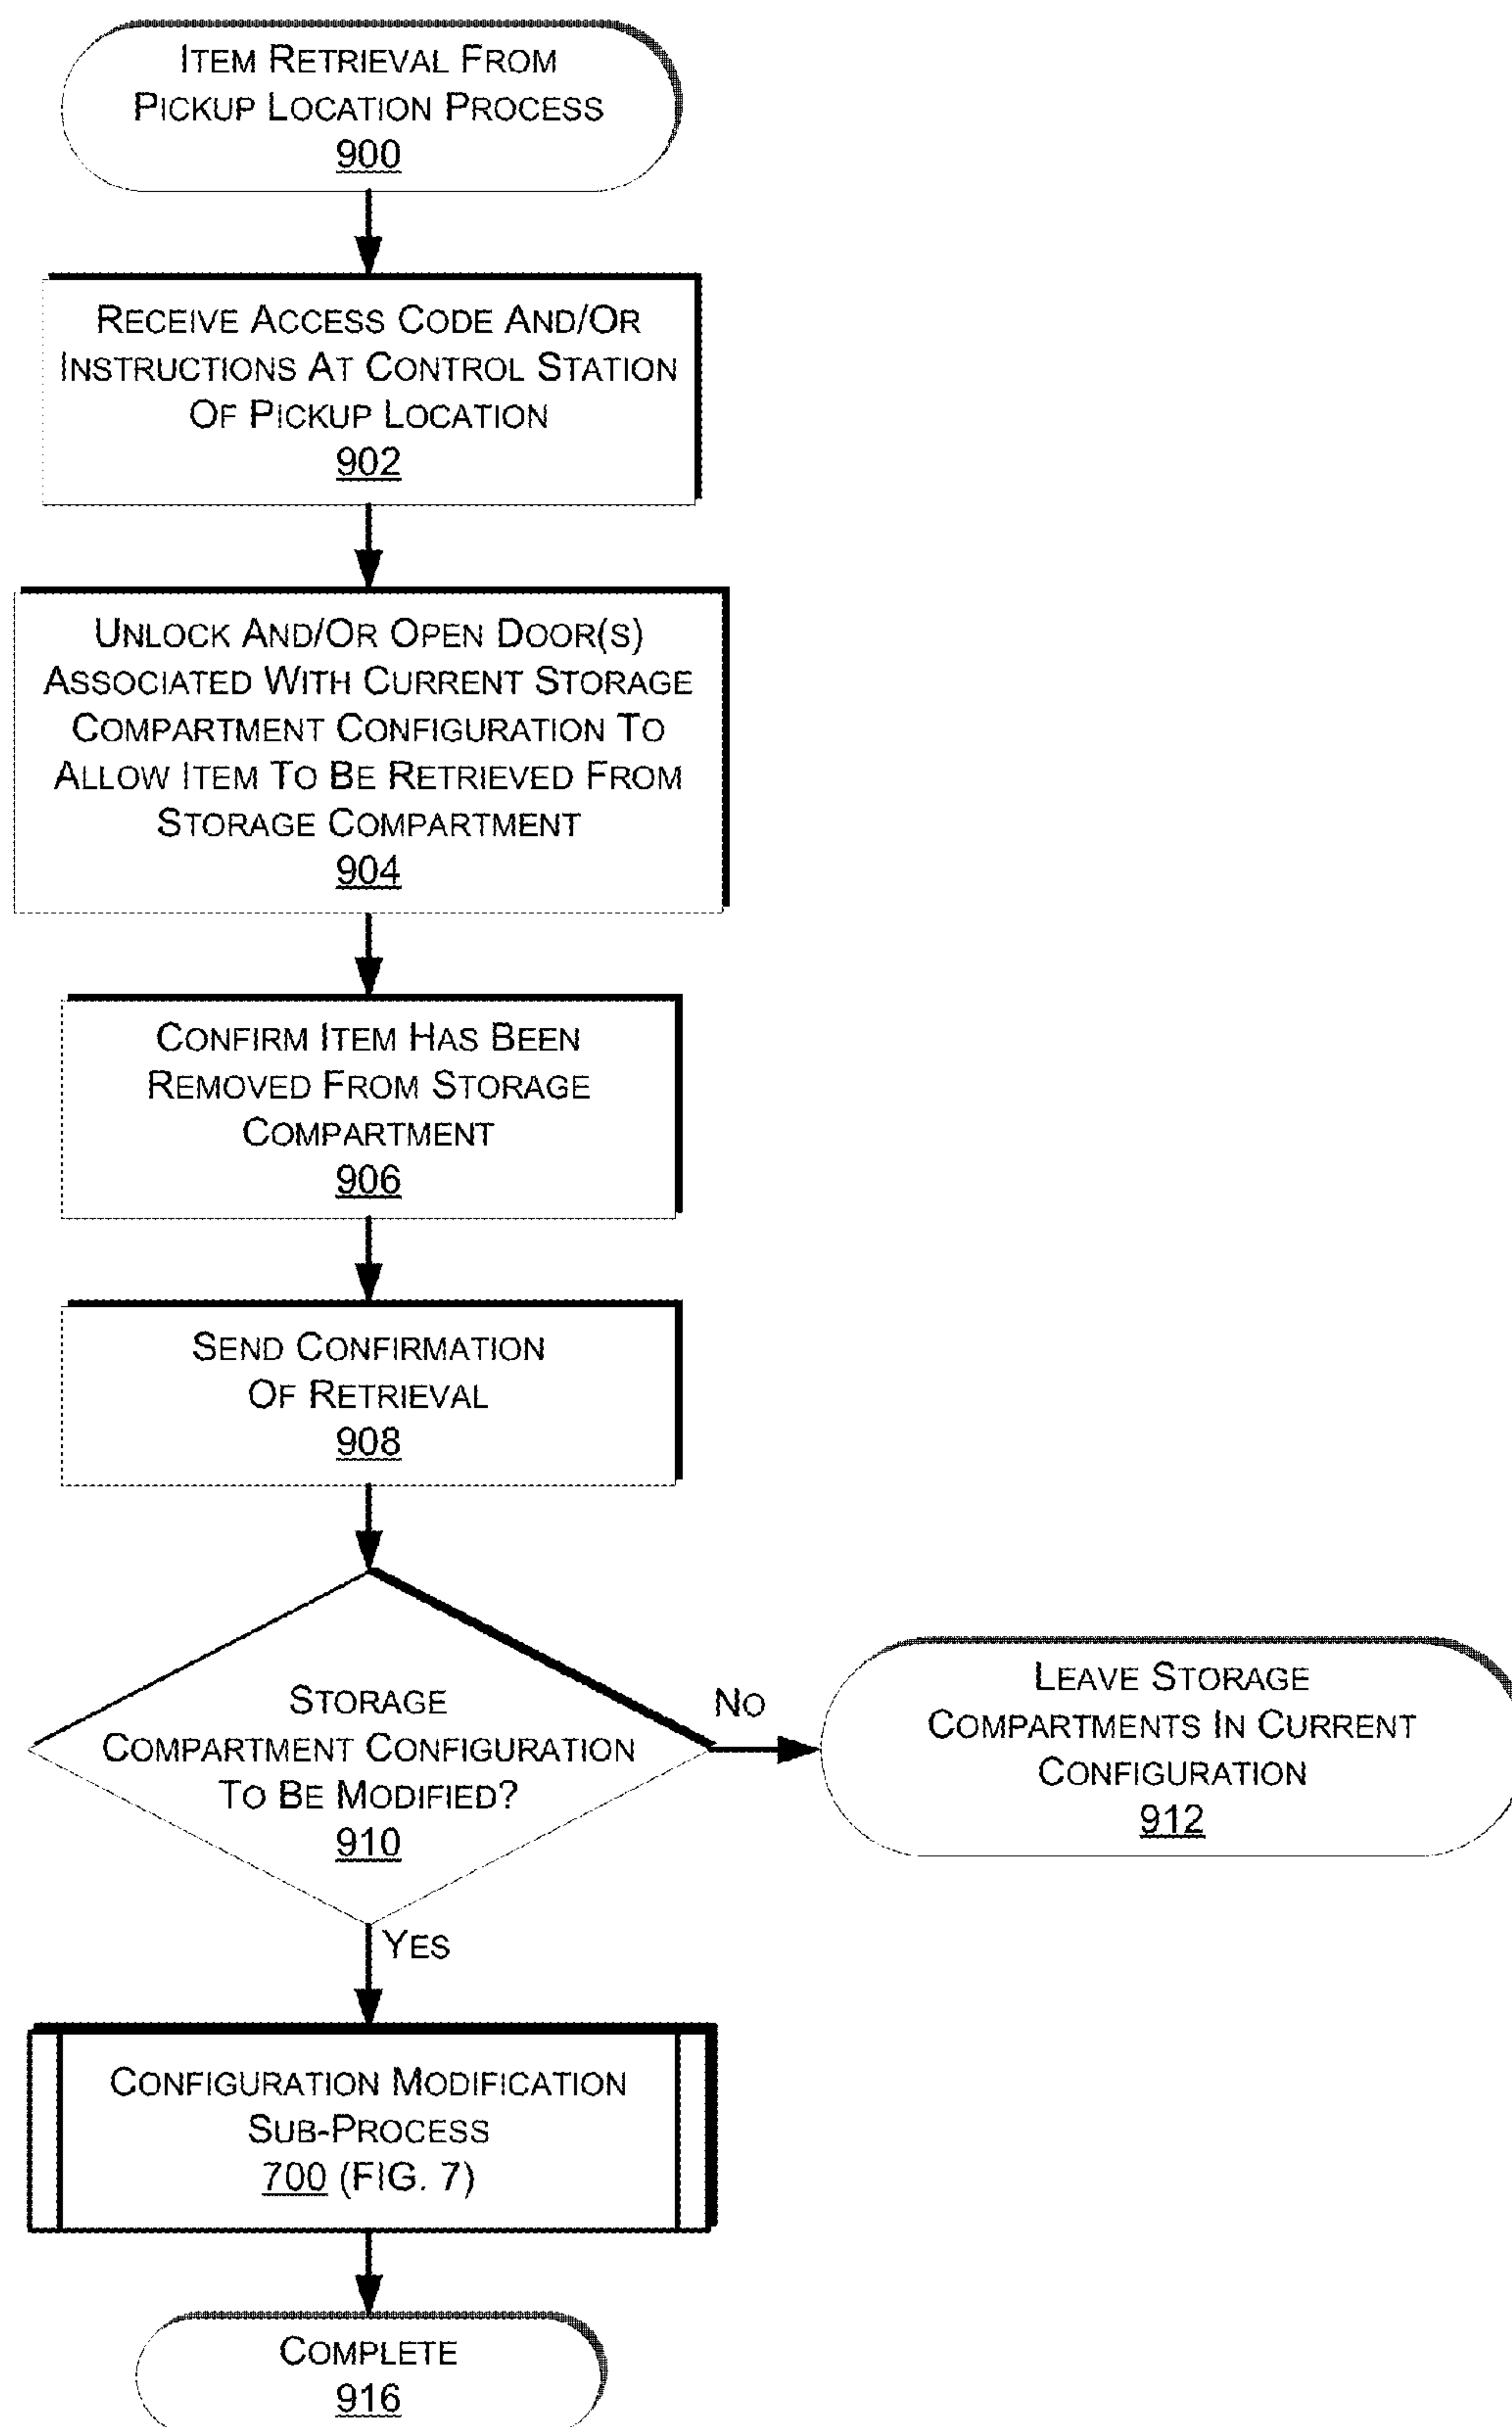 ITEM RETRIEVAL FROM
PICKUP LOCATION PROCESS
900
RECEIVE ACCESS CODE AND/OR
INSTRUCTIONS AT CONTROL STATION
OF PICKUP LOCATION
902
UNLOCK AND/OR OPEN DOOR(S)
ASSOCIATED WITH CURRENT STORAGE
COMPARTMENT CONFIGURATION TO
ALLOW ITEM TO BE RETRIEVED FROM
STORAGE COMPARTMENT
904
CONFIRM ITEM HAS BEEN
REMOVED FROM STORAGE
COMPARTMENT
906
SEND CONFIRMATION
OF RETRIEVAL
908
STORAGE
COMPARTMENT CONFIGURATION
TO BE MODIFIED?
910
NO
LEAVE STORAGE
COMPARTMENTS IN CURRENT
CONFIGURATION
912
YES
CONFIGURATION MODIFICATION
SUB-PROCESS
700 (FIG. 7)
COMPLETE
916